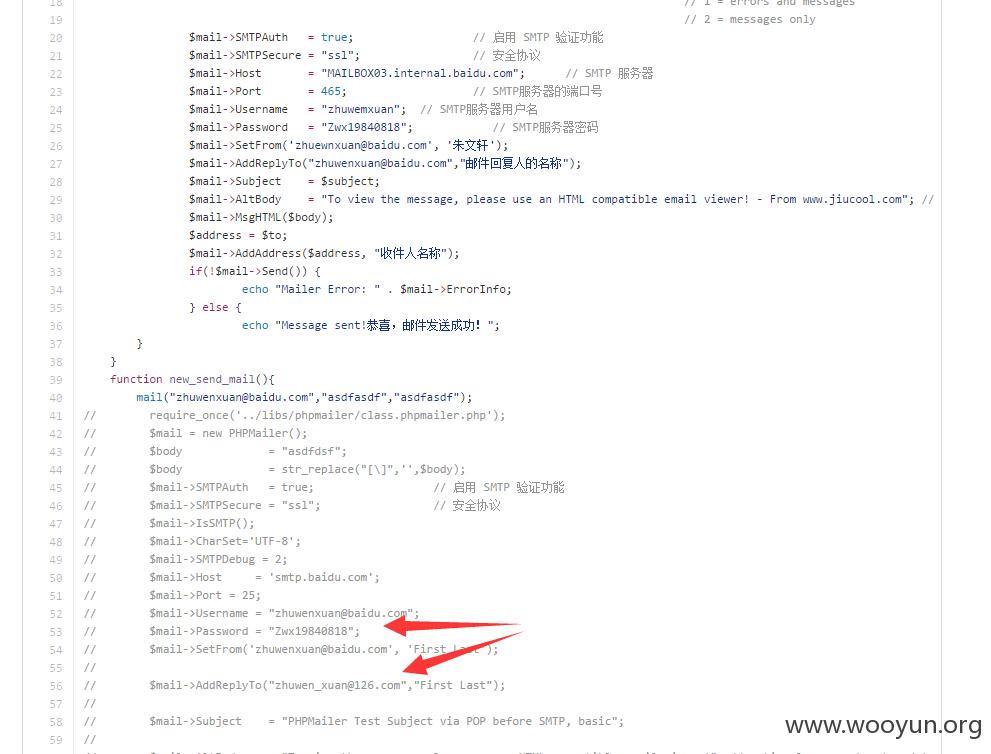 18 // 1 = errors and messages
19 // 2 = messages only
20 $mail->SMTPAuth = true; // 启用 SMTP 验证功能
21 $mail->SMTPSecure = "ssl"; // 安全协议
22 $mail->Host = "MAILBOX03.internal.baidu.com"; // SMTP 服务器
23 $mail->Port = 465; // SMTP服务器的端口号
24 $mail->Username = "zhuwemxuan"; // SMTP服务器用户名
25 $mail->Password = "Zwx19840818"; // SMTP服务器密码
26 $mail->SetFrom('zhuewnxuan@baidu.com', '朱文轩');
27 $mail->AddReplyTo("zhuwenxuan@baidu.com","邮件回复人的名称");
28 $mail->Subject = $subject;
29 $mail->AltBody = "To view the message, please use an HTML compatible email viewer! - From www.jiucool.com"; //
30 $mail->MsgHTML($body);
31 $address = $to;
32 $mail->AddAddress($address, "收件人名称");
33 if(!$mail->Send()) {
34 echo "Mailer Error: " . $mail->ErrorInfo;
35 } else {
36 echo "Message sent!恭喜，邮件发送成功！";
37 }
38 }
39 function new_send_mail(){
40 mail("zhuwenxuan@baidu.com","asdfasdf","asdfasdf");
41 // require_once('../libs/phpmailer/class.phpmailer.php');
42 // $mail = new PHPMailer();
43 // $body = "asdfdsf";
44 // $body = str_replace("[\]",'',$body);
45 // $mail->SMTPAuth = true; // 启用 SMTP 验证功能
46 // $mail->SMTPSecure = "ssl"; // 安全协议
47 // $mail->IsSMTP();
48 // $mail->CharSet='UTF-8';
49 // $mail->SMTPDebug = 2;
50 // $mail->Host = 'smtp.baidu.com';
51 // $mail->Port = 25;
52 // $mail->Username = "zhuwenxuan@baidu.com";
53 // $mail->Password = "Zwx19840818";
54 // $mail->SetFrom('zhuwenxuan@baidu.com', 'First Last');
55 //
56 // $mail->AddReplyTo("zhuwen_xuan@126.com","First Last");
57 //
58 // $mail->Subject = "PHPMailer Test Subject via POP before SMTP, basic";
59 //
www.wooyun.org